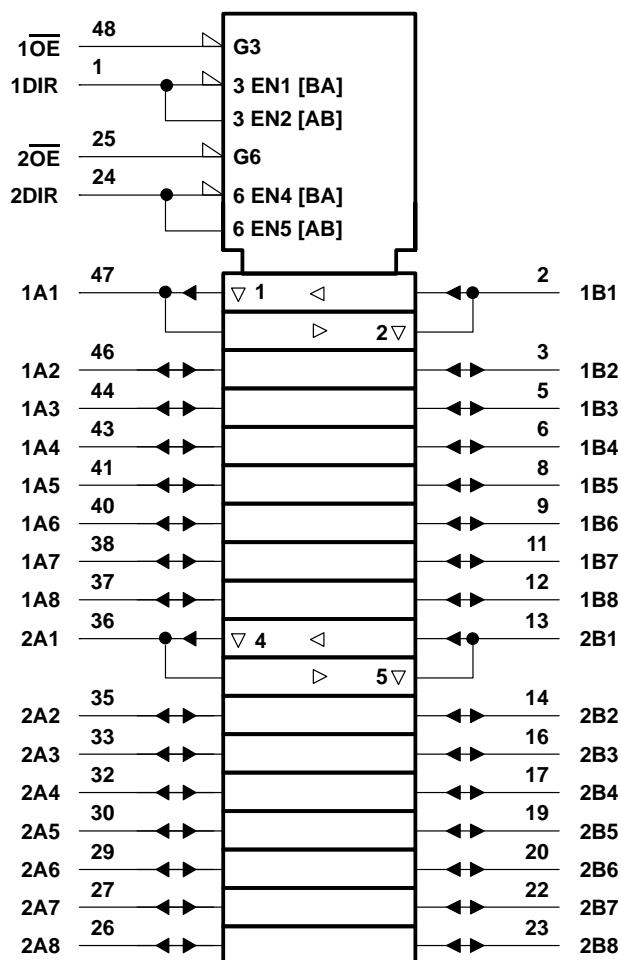 48
1O̅E̅ G3
1
1DIR 3 EN1 [BA]
3 EN2 [AB]
25
2O̅E̅ G6
24
2DIR 6 EN4 [BA]
6 EN5 [AB]
47 2
1A1 ▽ 1 ◁ 1B1
▷ 2 ▽
46 3
1A2 1B2
44 5
1A3 1B3
43 6
1A4 1B4
41 8
1A5 1B5
40 9
1A6 1B6
38 11
1A7 1B7
37 12
1A8 1B8
36 13
2A1 ▽ 4 ◁ 2B1
▷ 5 ▽
35 14
2A2 2B2
33 16
2A3 2B3
32 17
2A4 2B4
30 19
2A5 2B5
29 20
2A6 2B6
27 22
2A7 2B7
26 23
2A8 2B8